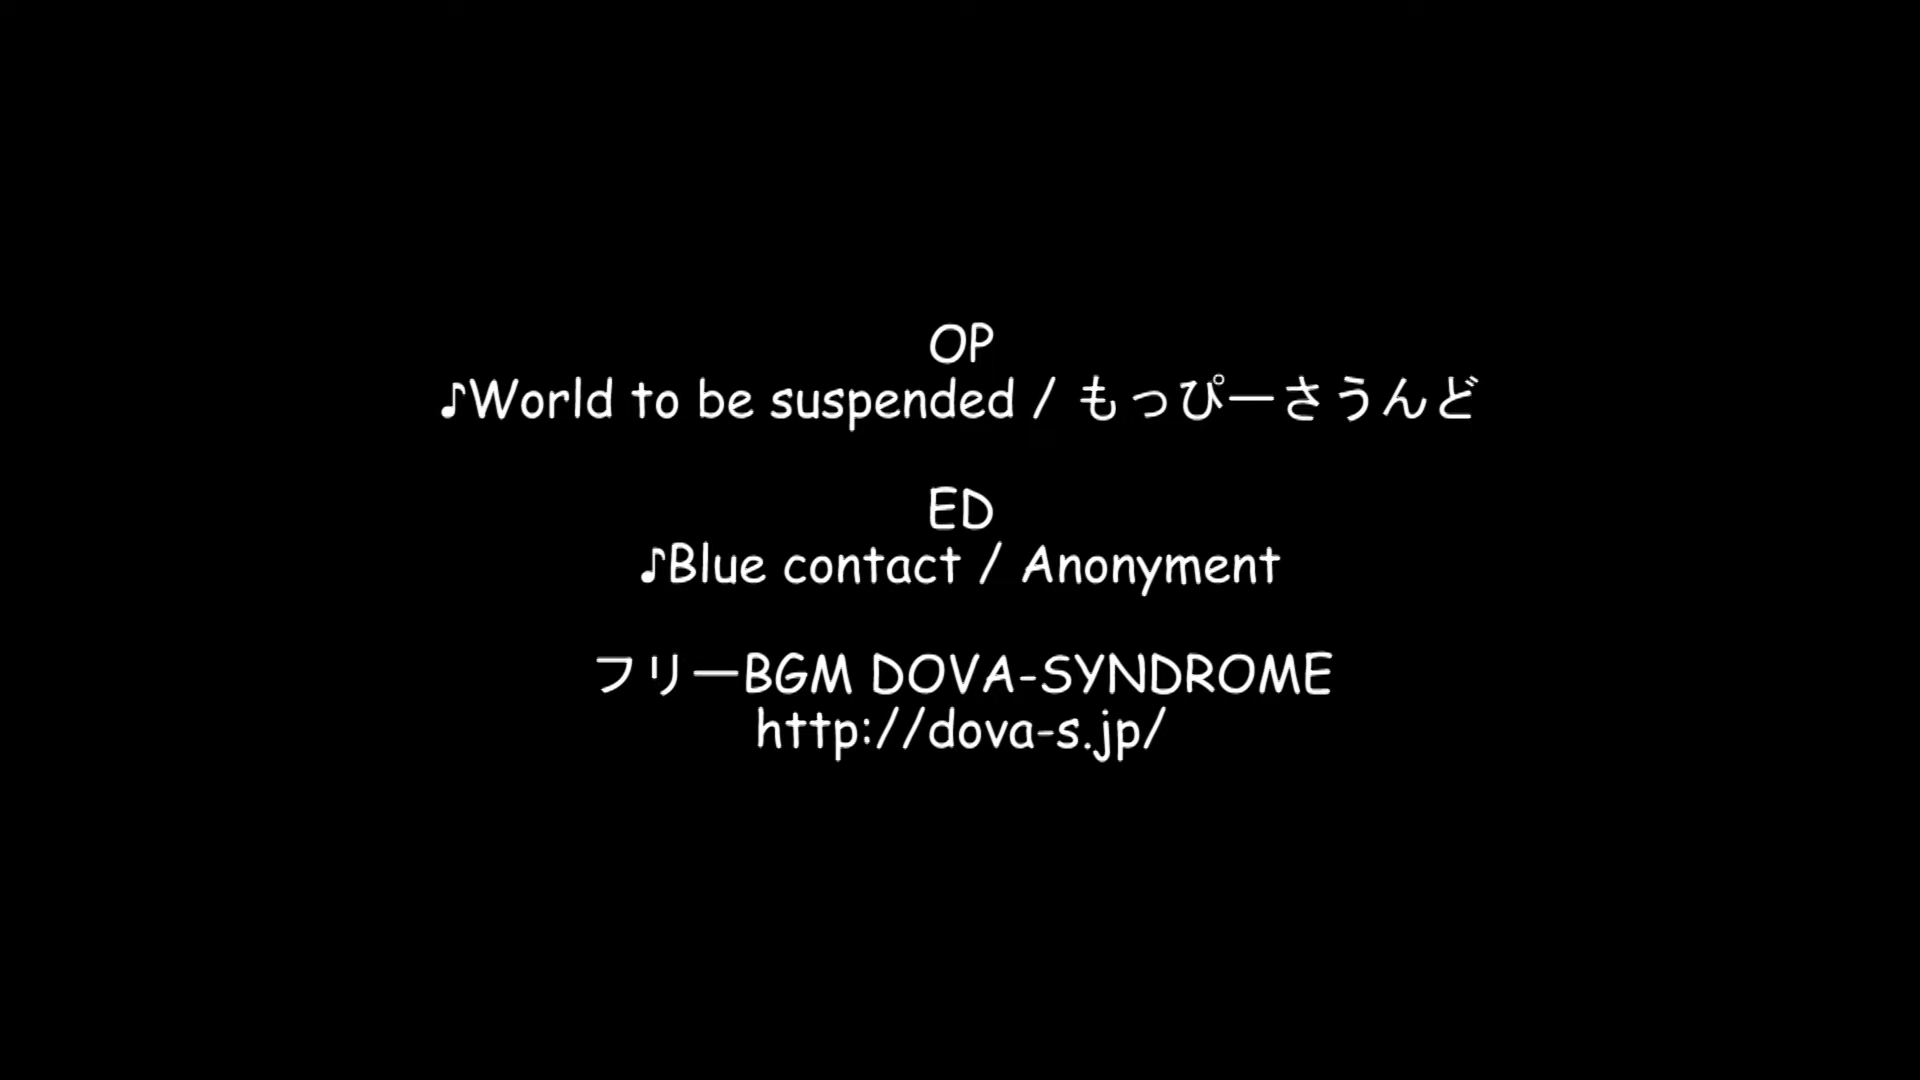 OP
♪World to be suspended / もっぴーさうんど
ED
♪Blue contact / Anonyment
フリーBGM DOVA-SYNDROME
http://dova-s.jp/